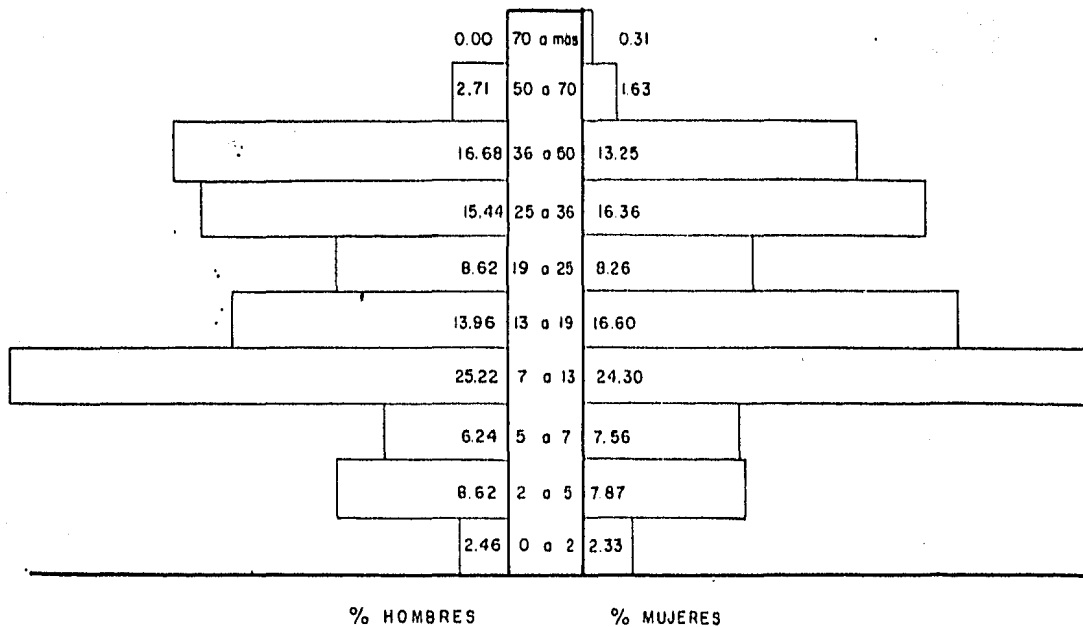 0.00 70 a más 0.31
2.71 50 a 70 1.63
16.68 36 a 50 13.25
15.44 25 a 36 16.36
8.62 19 a 25 8.26
13.96 13 a 19 16.60
25.22 7 a 13 24.30
6.24 5 a 7 7.56
8.62 2 a 5 7.87
2.46 0 a 2 2.33
% HOMBRES % MUJERES